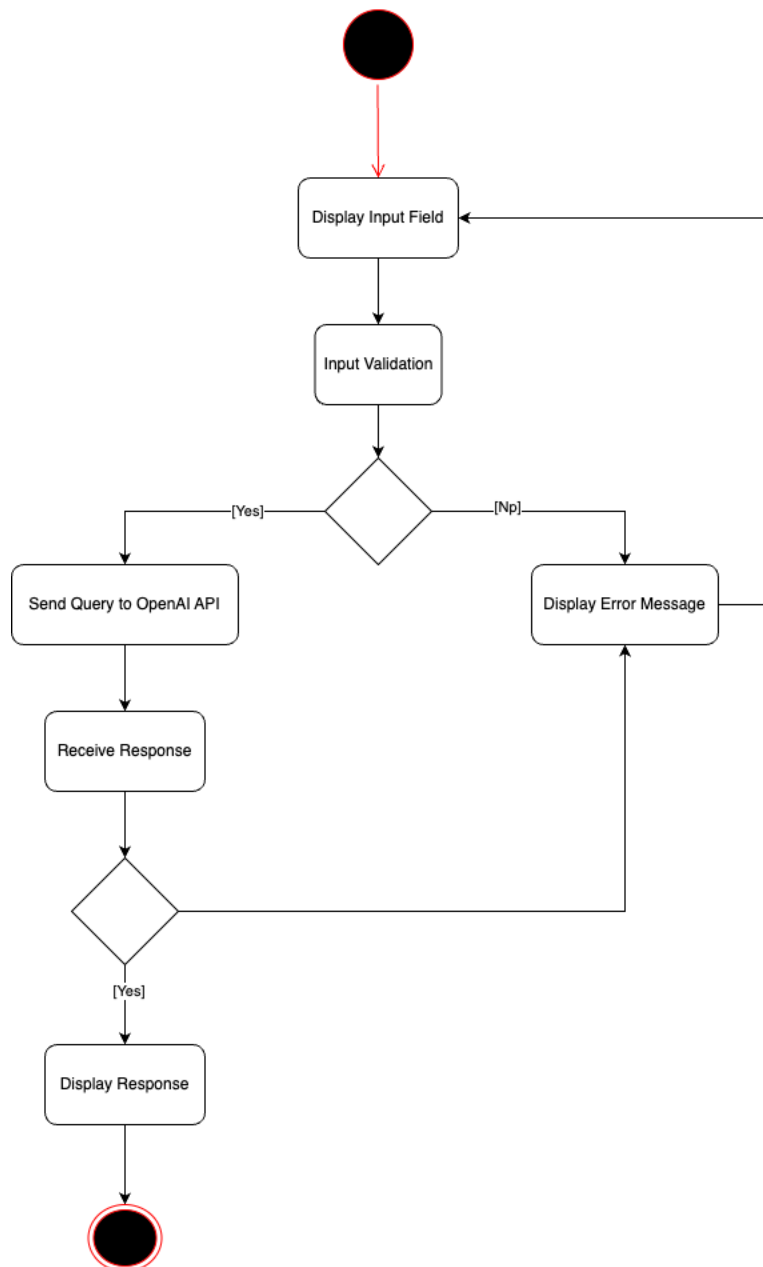 Display Input Field
Input Validation
[Yes]
[Np]
Send Query to OpenAI API
Display Error Message
Receive Response
[Yes]
Display Response